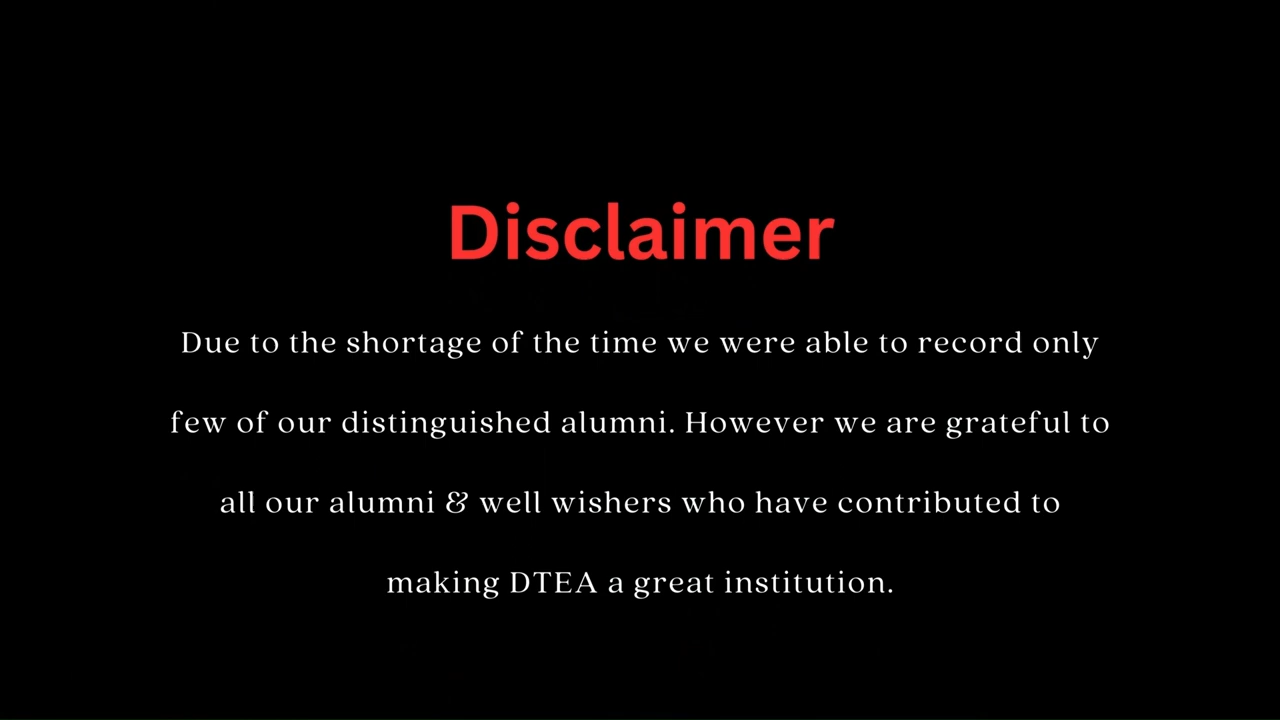 Disclaimer
Due to the shortage of the time we were able to record only
few of our distinguished alumni. However we are grateful to
all our alumni & well wishers who have contributed to
making DTEA a great institution.